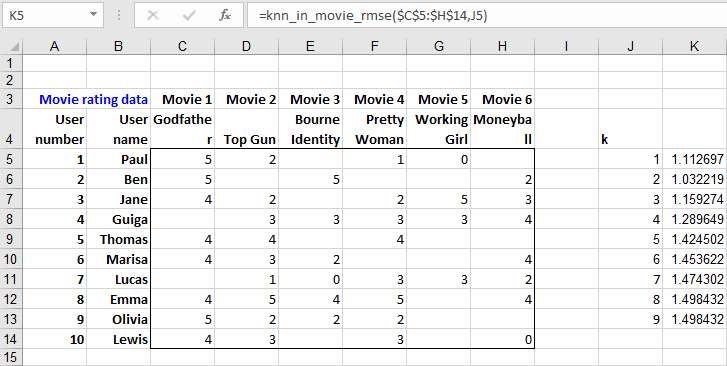 K5 fx =knn_in_movie_rmse($C$5:$H$14,J5)
A B C D E F G H I J K
1
2
3 Movie rating data Movie 1 Movie 2 Movie 3 Movie 4 Movie 5 Movie 6
User User Godfathe Bourne Pretty Working Moneyba
4 number name r Top Gun Identity Woman Girl ll k
5 1 Paul 5 2 1 0 1 1.112697
6 2 Ben 5 5 2 2 1.032219
7 3 Jane 4 2 2 5 3 3 1.159274
8 4 Guiga 3 3 3 3 4 4 1.289649
9 5 Thomas 4 4 4 5 1.424502
10 6 Marisa 4 3 2 4 6 1.453622
11 7 Lucas 1 0 3 3 2 7 1.474302
12 8 Emma 4 5 4 5 4 8 1.498432
13 9 Olivia 5 2 2 2 9 1.498432
14 10 Lewis 4 3 3 0
15